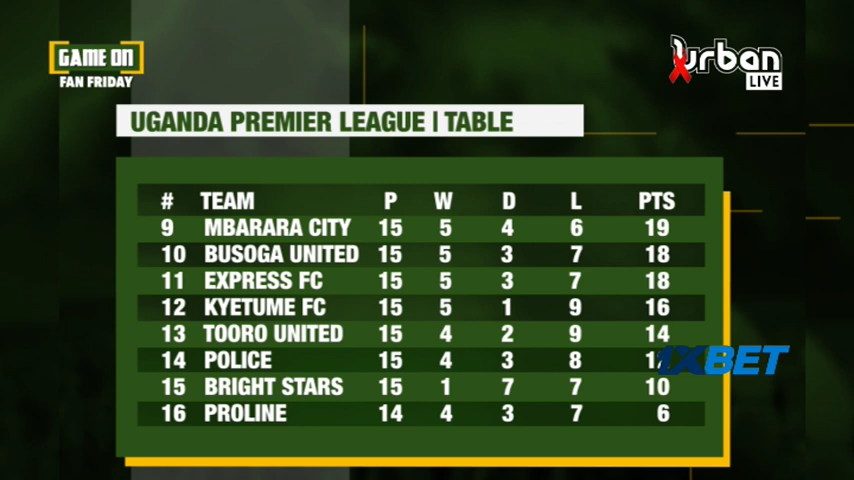 GAME ON
FAN FRIDAY
urban
LIVE
UGANDA PREMIER LEAGUE | TABLE
# TEAM P W D L PTS
9 MBARARA CITY 15 5 4 6 19
10 BUSOGA UNITED 15 5 3 7 18
11 EXPRESS FC 15 5 3 7 18
12 KYETUME FC 15 5 1 9 16
13 TOORO UNITED 15 4 2 9 14
14 POLICE 15 4 3 8
1XBET
15 BRIGHT STARS 15 1 7 7 10
16 PROLINE 14 4 3 7 6